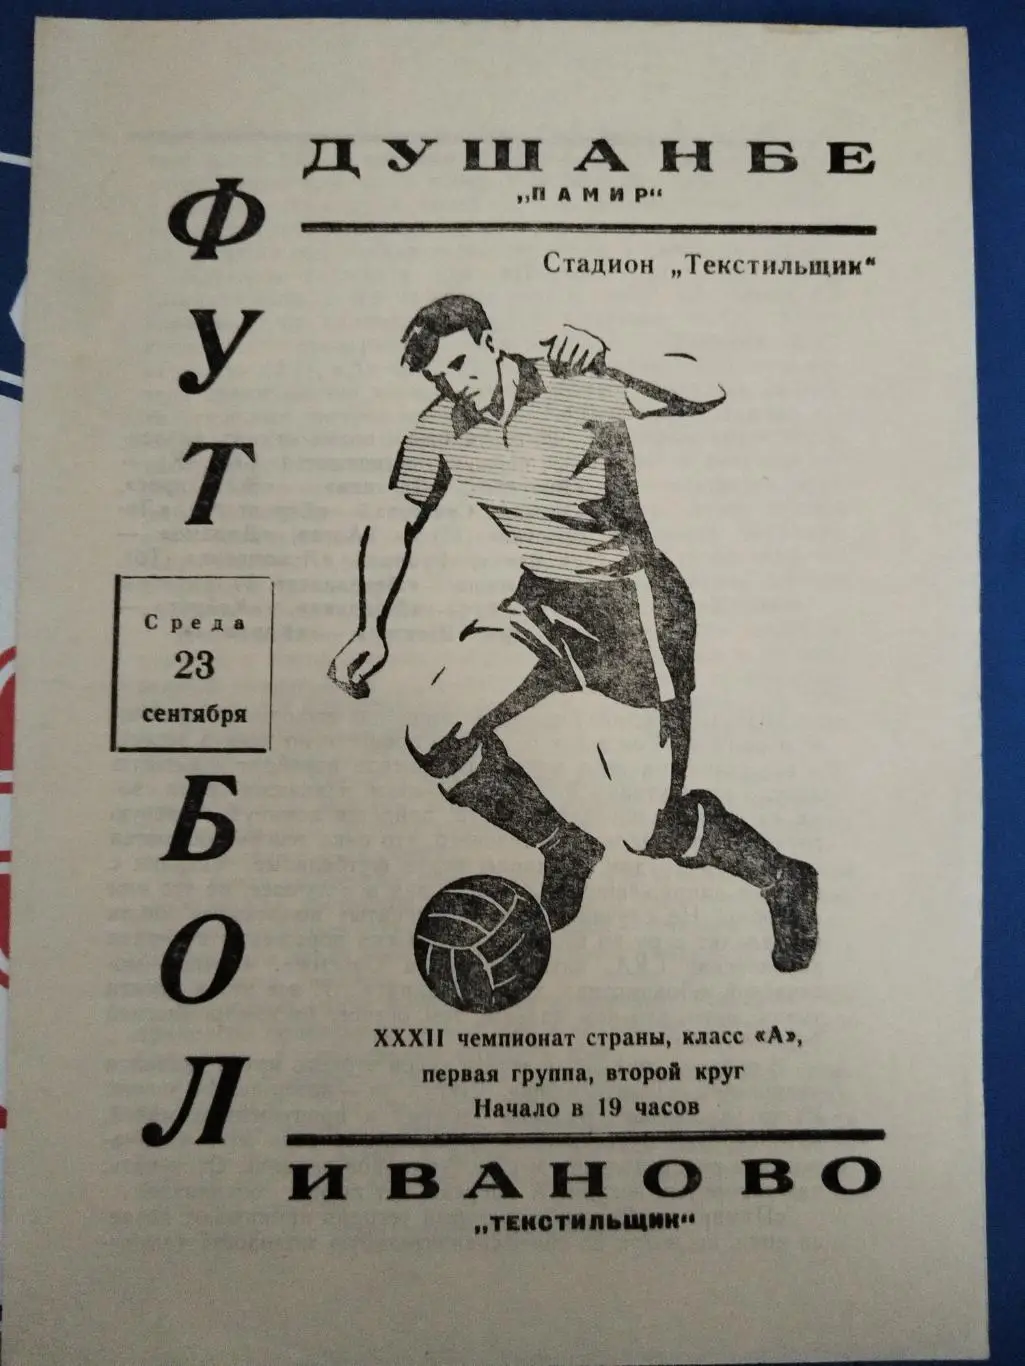 ДУШАНБЕ
„ПАМИР“
Стадион „Текстильщик“
ФУТБОЛ
Среда
23
сентября
XXXII чемпионат страны, класс «А»,
первая группа, второй круг
Начало в 19 часов
ИВАНОВО
„ТЕКСТИЛЬЩИК“